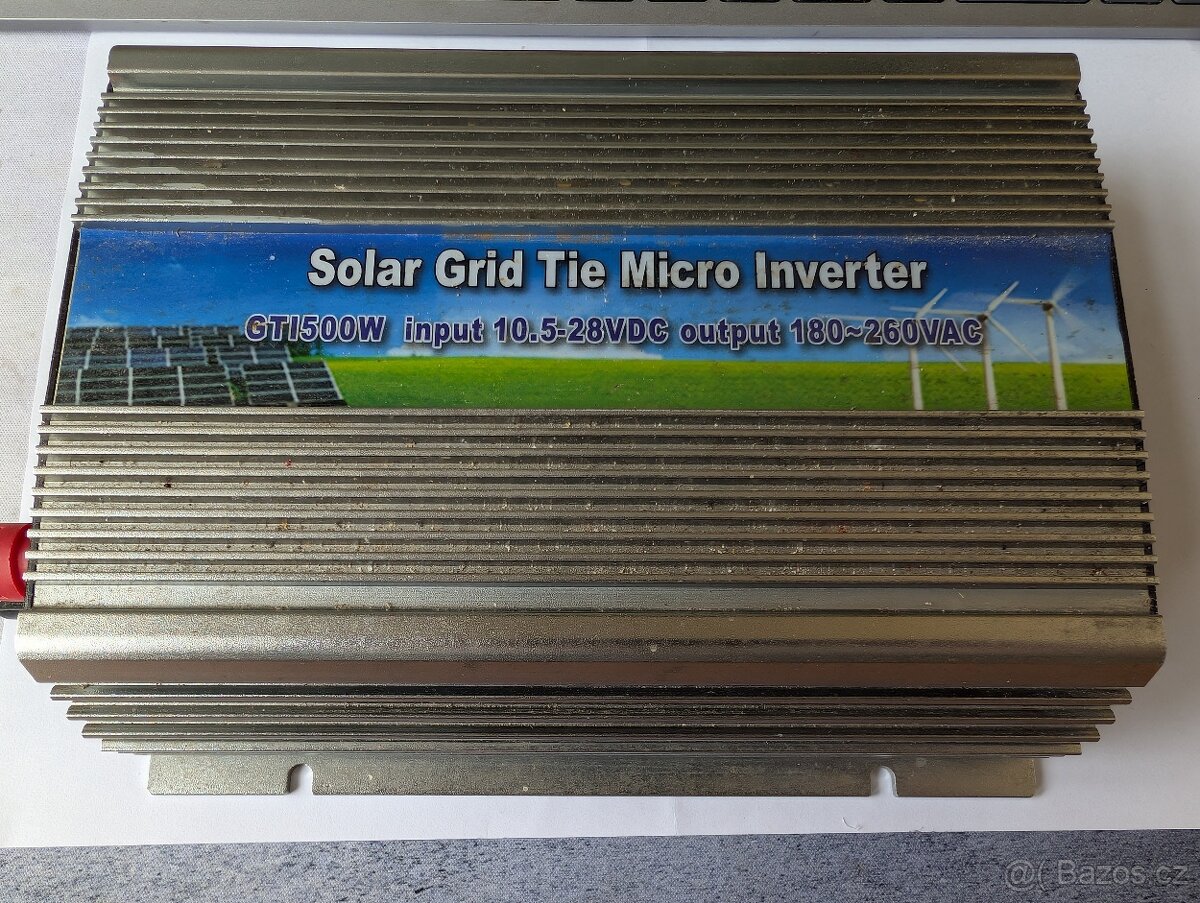 Solar Grid Tie Micro Inverter
GTI500W input 10.5-28VDC output 180~260VAC
@( Bazos.cz